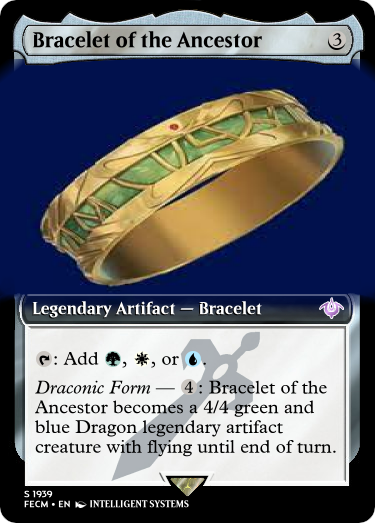 Bracelet of the Ancestor 3
Legendary Artifact — Bracelet
: Add , , or .
Draconic Form — 4 : Bracelet of the
Ancestor becomes a 4/4 green and
blue Dragon legendary artifact
creature with flying until end of turn.
S 1939
FECM • EN INTELLIGENT SYSTEMS